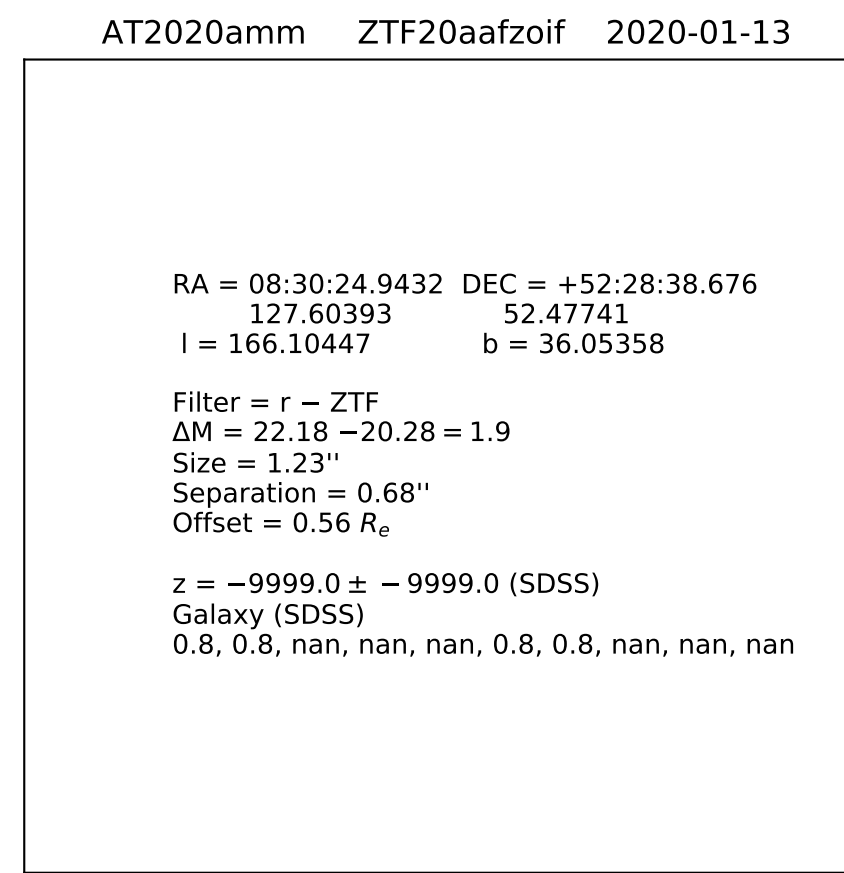 AT2020amm ZTF20aafzoif 2020-01-13
RA = 08:30:24.9432 DEC = +52:28:38.676
127.60393 52.47741
l = 166.10447 b = 36.05358
Filter = r − ZTF
ΔM = 22.18 −20.28 = 1.9
Size = 1.23''
Separation = 0.68''
Offset = 0.56 Rₑ
z = −9999.0 ± − 9999.0 (SDSS)
Galaxy (SDSS)
0.8, 0.8, nan, nan, nan, 0.8, 0.8, nan, nan, nan